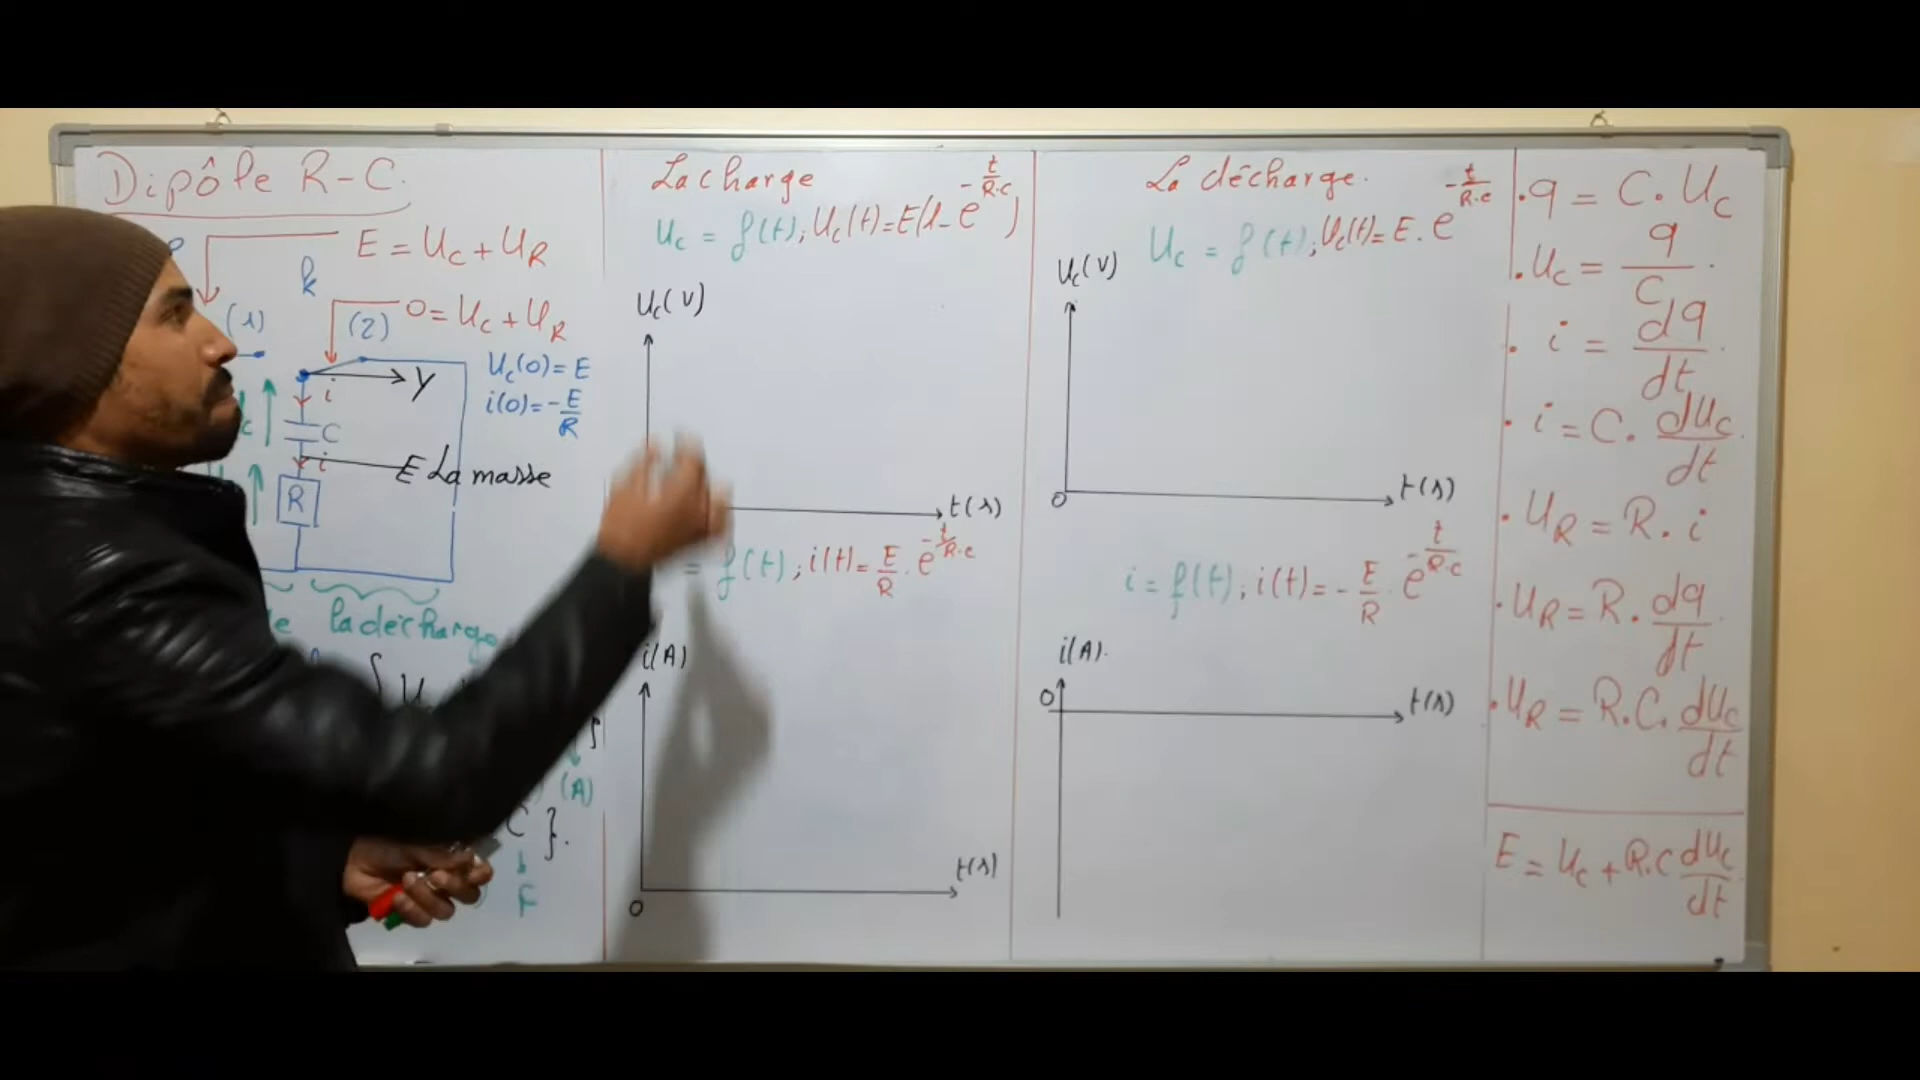 Dipôle R-C.
E = Uc + UR
k
(1)
0 = Uc + UR
(2)
Uc(0) = E
i(0) = - E/R
Y
i
C
i
E La masse
R
la décharge
(A)
C }.
F
La charge
Uc = f(t) ; Uc(t) = E(1 - e^(-t/R.C))
Uc(V)
t(s)
= f(t) ; i(t) = E/R . e^(-t/R.C)
i(A)
t(s)
0
La décharge.
Uc = f(t) ; Uc(t) = E . e^(-t/R.C)
Uc(V)
0
t(s)
i = f(t) ; i(t) = - E/R . e^(-t/R.C)
i(A).
0
t(s)
. q = C . Uc
. Uc = q/C .
. i = dq/dt .
. i = C . dUc/dt .
. UR = R . i
. UR = R . dq/dt .
. UR = R.C. dUc/dt
E = Uc + R.C dUc/dt .